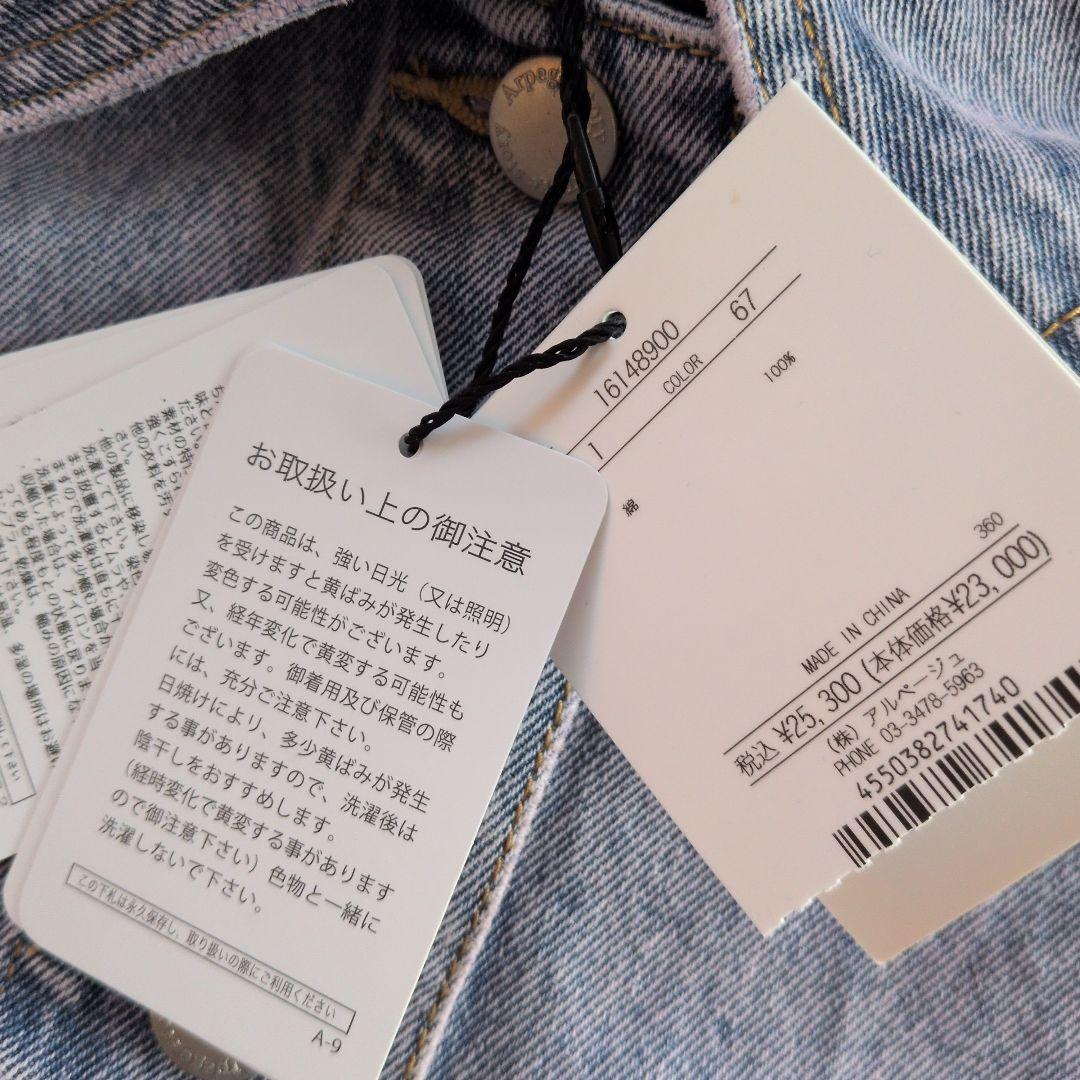 Arpeg
story
16148900
1
COLOR
67
綿
100%
360
MADE IN CHINA
税込 ¥25,300(本体価格¥23,000)
(株) アルページュ
PHONE 03-3478-5963
4550382741740
お取扱い上の御注意
この商品は、強い日光（又は照明）
を受けますと黄ばみが発生したり
変色する可能性がございます。
又、経年変化で黄変する可能性も
ございます。御着用及び保管の際
には、充分ご注意下さい。
日焼けにより、多少黄ばみが発生
する事がありますので、洗濯後は
陰干しをおすすめします。
（経時変化で黄変する事があります
ので御注意下さい）色物と一緒に
洗濯しないで下さい。
この下札は永久保存し、取り扱いの際にご利用ください
A-9